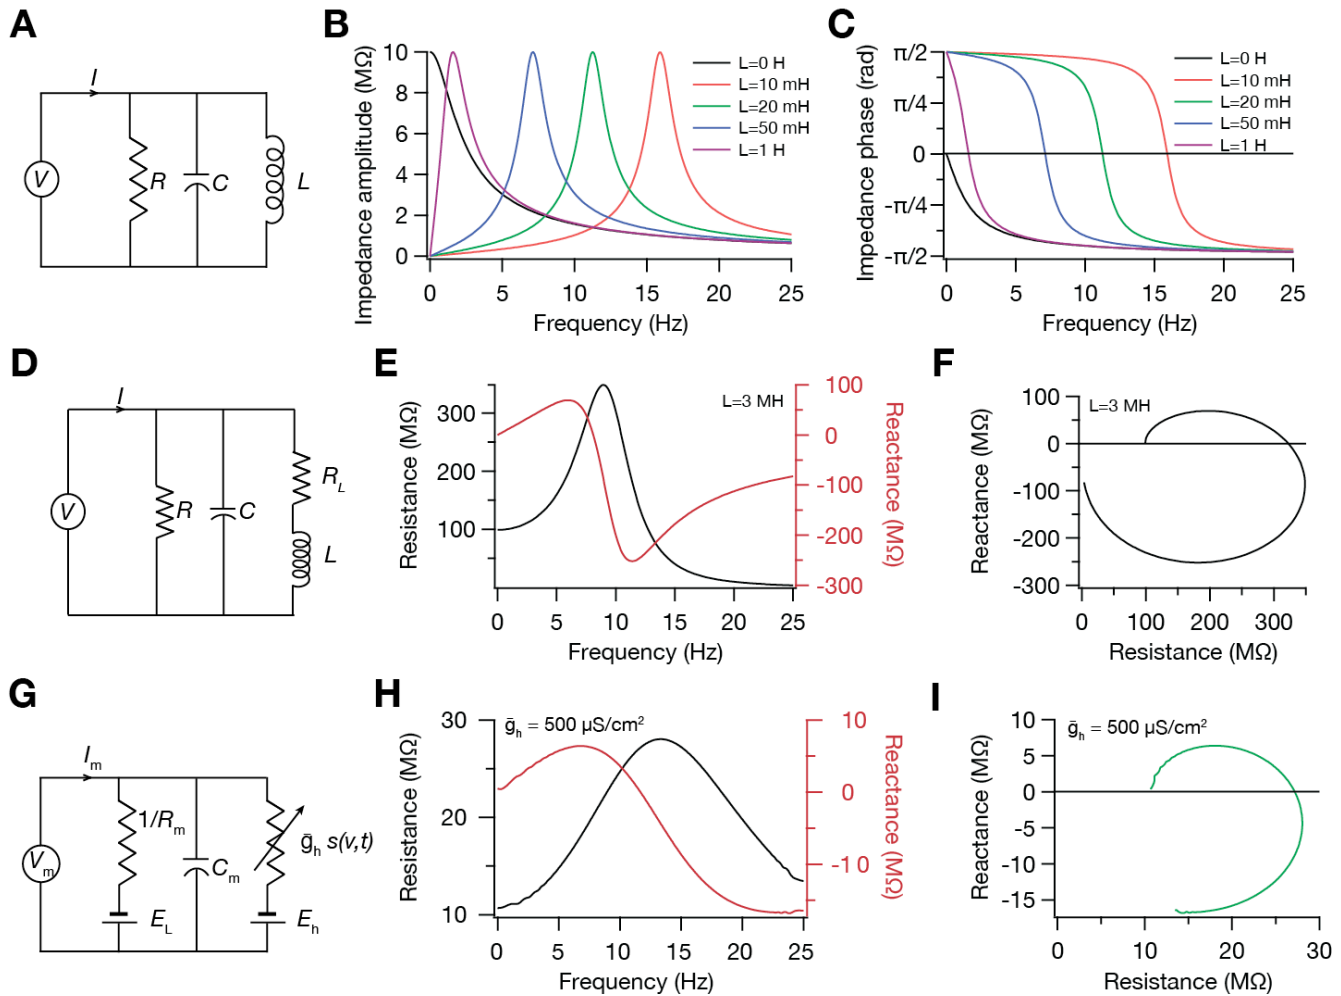 A
I
V
R
C
L
B
Impedance amplitude (MΩ)
10
8
6
4
2
0
L=0 H
L=10 mH
L=20 mH
L=50 mH
L=1 H
0 5 10 15 20 25
Frequency (Hz)
C
Impedance phase (rad)
π/2
π/4
0
-π/4
-π/2
L=0 H
L=10 mH
L=20 mH
L=50 mH
L=1 H
0 5 10 15 20 25
Frequency (Hz)
D
I
V
R
C
R_L
L
E
Resistance (MΩ)
300
200
100
L=3 MH
100
0
-100
-200
-300
Reactance (MΩ)
0 5 10 15 20 25
Frequency (Hz)
F
Reactance (MΩ)
100
0
-100
-200
-300
L=3 MH
0 100 200 300
Resistance (MΩ)
G
I_m
V_m
1/R_m
C_m
ḡ_h s(v,t)
E_L
E_h
H
Resistance (MΩ)
30
20
10
ḡ_h = 500 µS/cm²
10
0
-10
Reactance (MΩ)
0 5 10 15 20 25
Frequency (Hz)
I
Reactance (MΩ)
10
5
0
-5
-10
-15
ḡ_h = 500 µS/cm²
0 10 20 30
Resistance (MΩ)